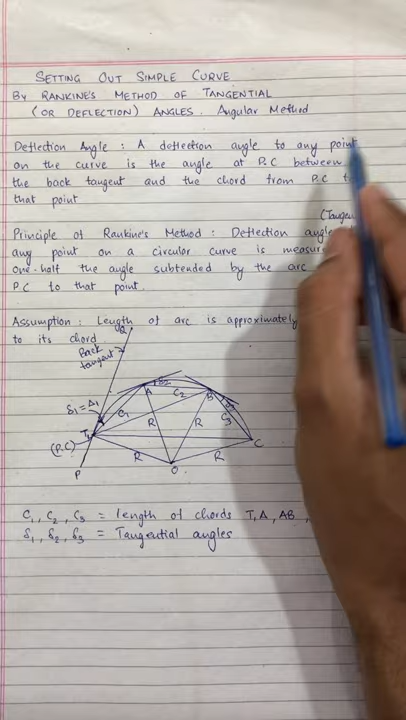 SETTING OUT SIMPLE CURVE
BY RANKINE'S METHOD OF TANGENTIAL
(OR DEFLECTION) ANGLES. Angular Method
Deflection Angle : A deflection angle to any point
on the curve is the angle at P.C between
the back tangent and the chord from P.C
that point
(Tangen
Principle of Rankine's Method : Deflection angle
any point on a circular curve is measur
one-half the angle subtended by the arc
P.C to that point.
Assumption : Length of arc is approximately
to its chord
Back
tangent
δ1 = Δ1
C1
A
δ2
C2
B
δ3
C3
T1
(P.C)
R
R
C
R
R
O
P
C1, C2, C3 = length of chords T1A, AB,
δ1, δ2, δ3 = Tangential angles